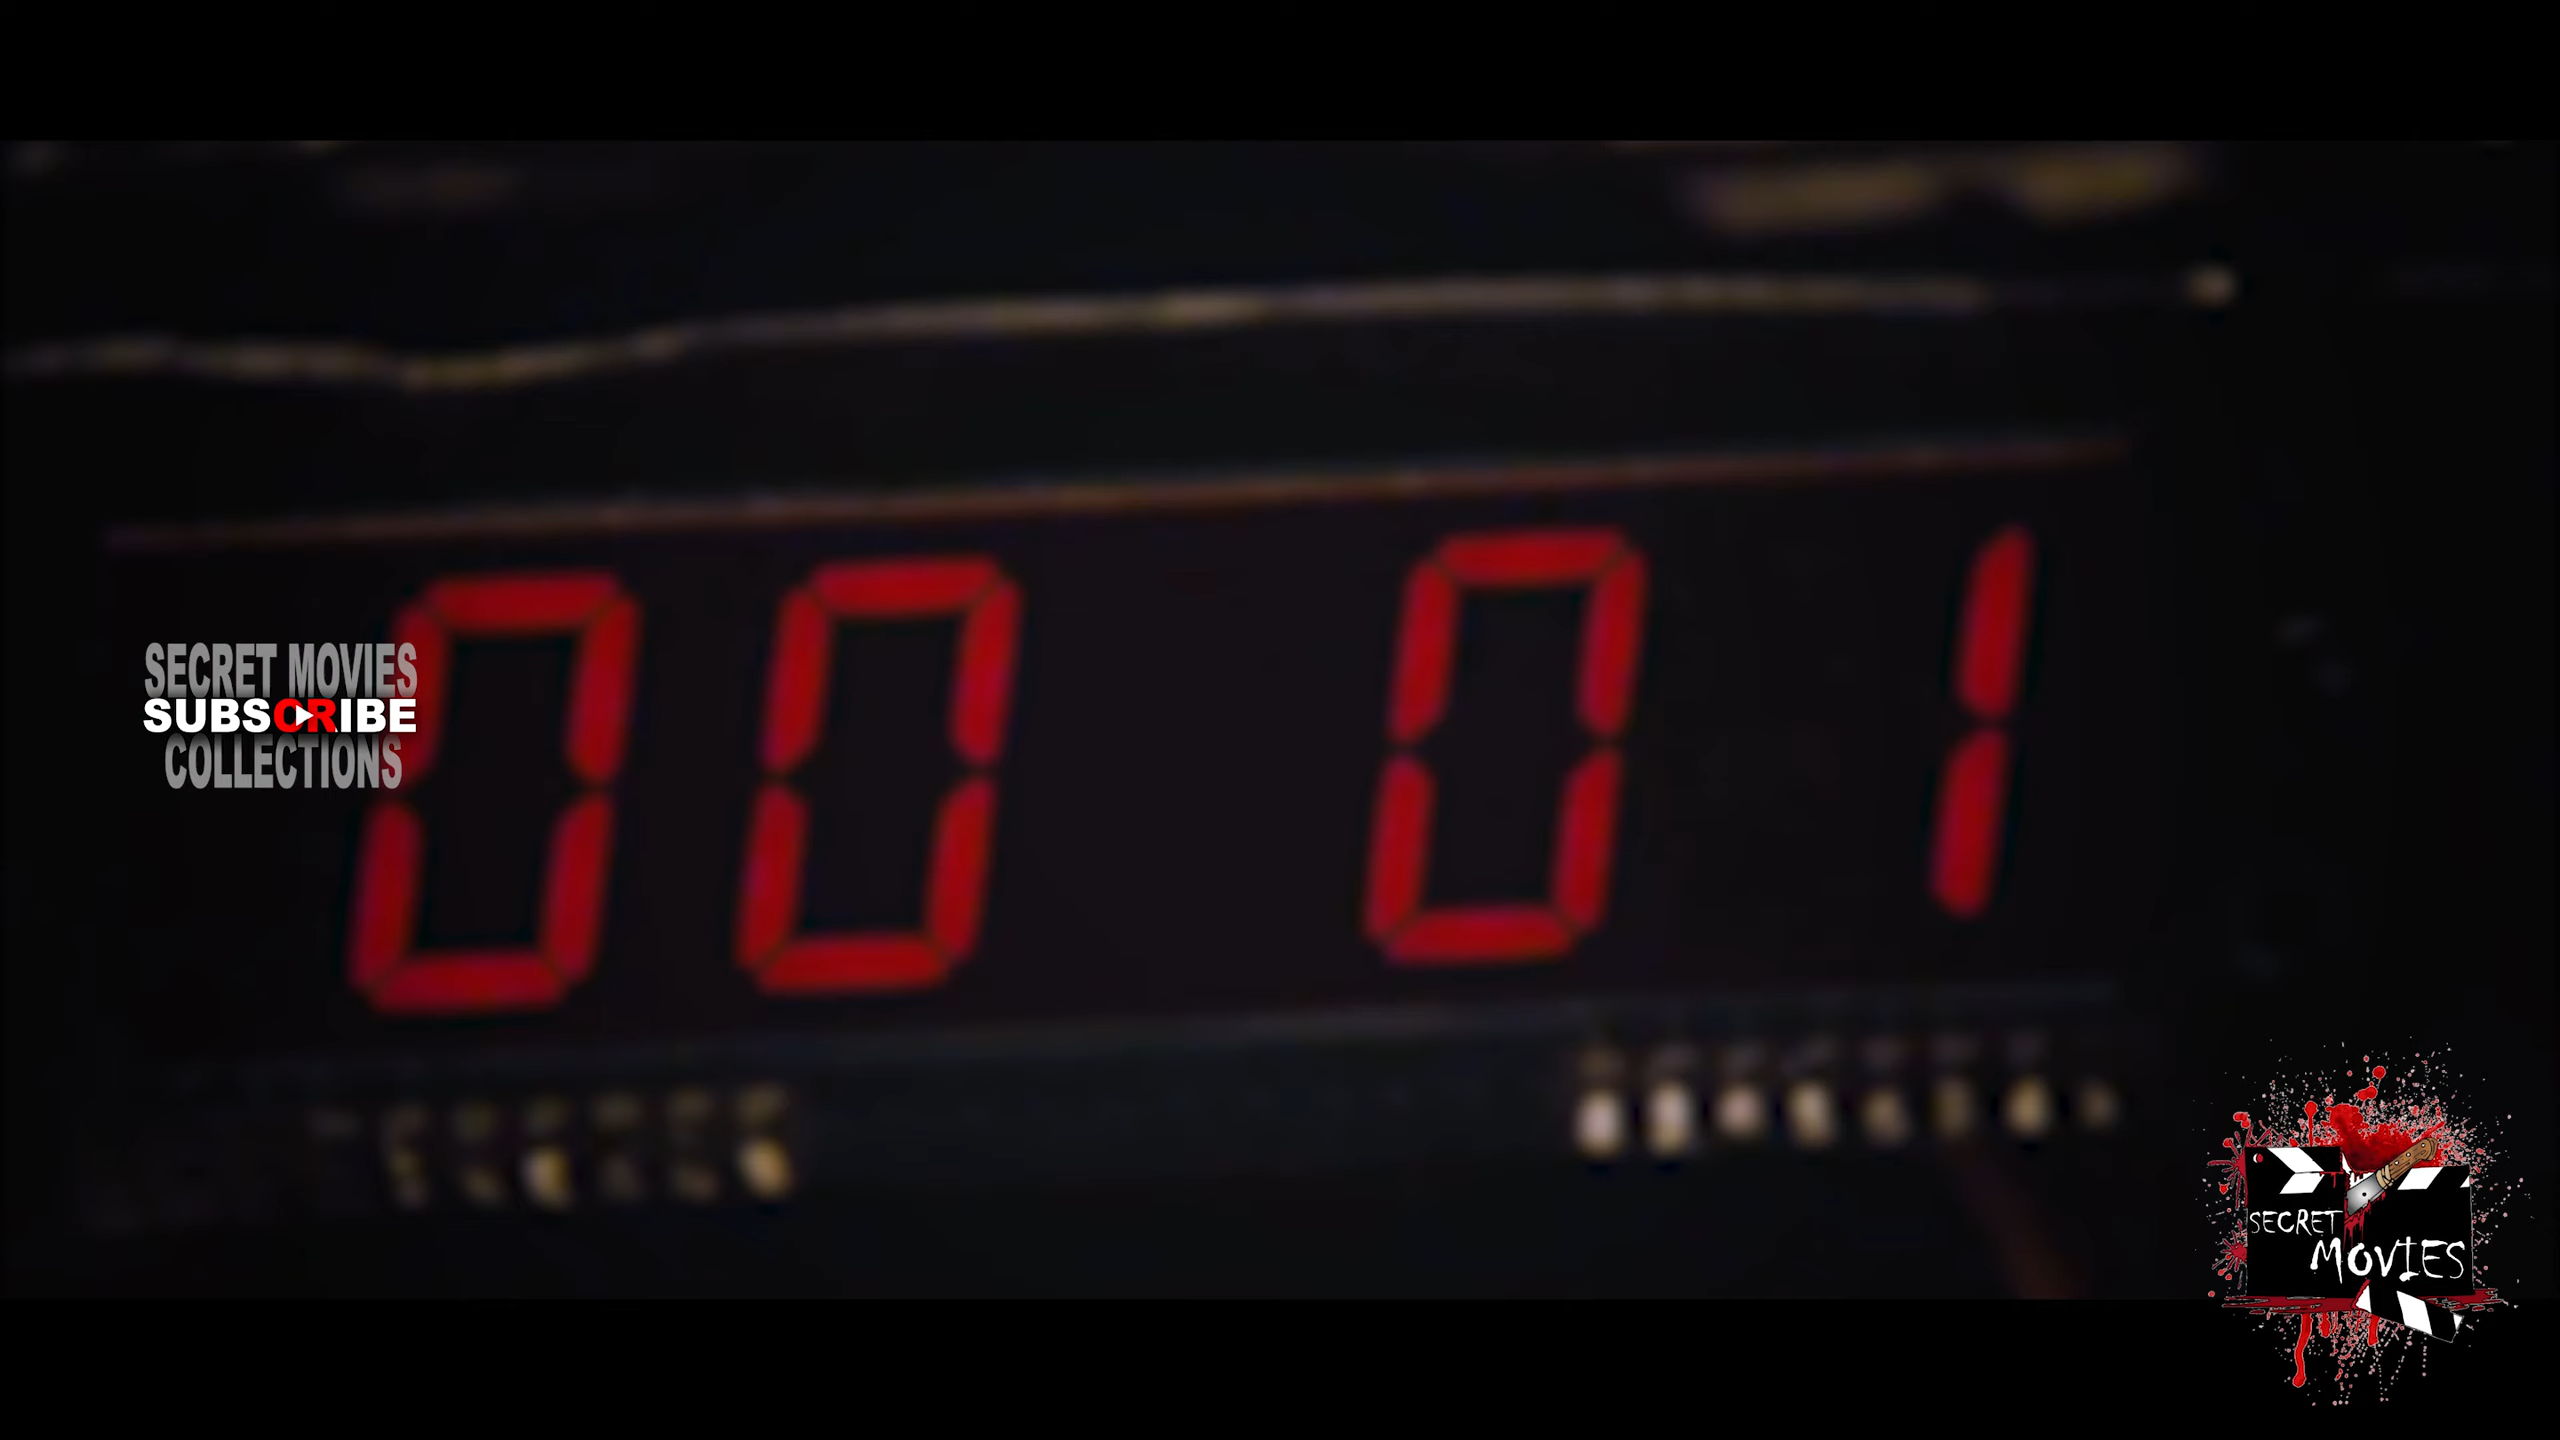 00 01
SECRET MOVIES
SUBSCRIBE
COLLECTIONS
SECRET
MOVIES